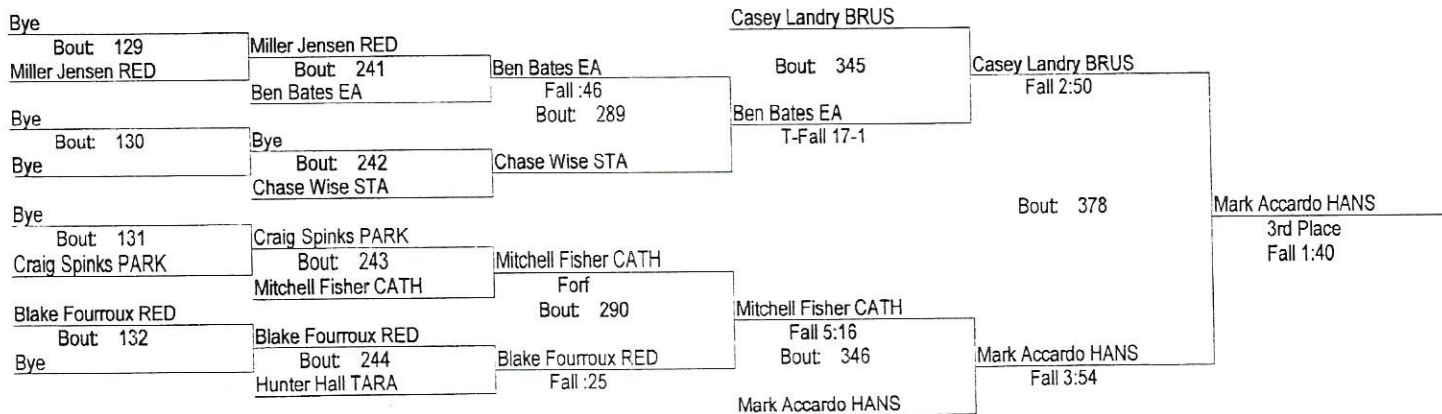 Bye
Bout: 129
Miller Jensen RED
Bye
Bout: 130
Bye
Bye
Bout: 131
Craig Spinks PARK
Blake Fourroux RED
Bout: 132
Bye
Miller Jensen RED
Bout: 241
Ben Bates EA
Bye
Bout: 242
Chase Wise STA
Craig Spinks PARK
Bout: 243
Mitchell Fisher CATH
Blake Fourroux RED
Bout: 244
Hunter Hall TARA
Ben Bates EA
Fall :46
Bout: 289
Chase Wise STA
Mitchell Fisher CATH
Forf
Bout: 290
Blake Fourroux RED
Fall :25
Casey Landry BRUS
Bout: 345
Ben Bates EA
T-Fall 17-1
Mitchell Fisher CATH
Fall 5:16
Bout: 346
Mark Accardo HANS
Casey Landry BRUS
Fall 2:50
Bout: 378
Mark Accardo HANS
Fall 3:54
Mark Accardo HANS
3rd Place
Fall 1:40